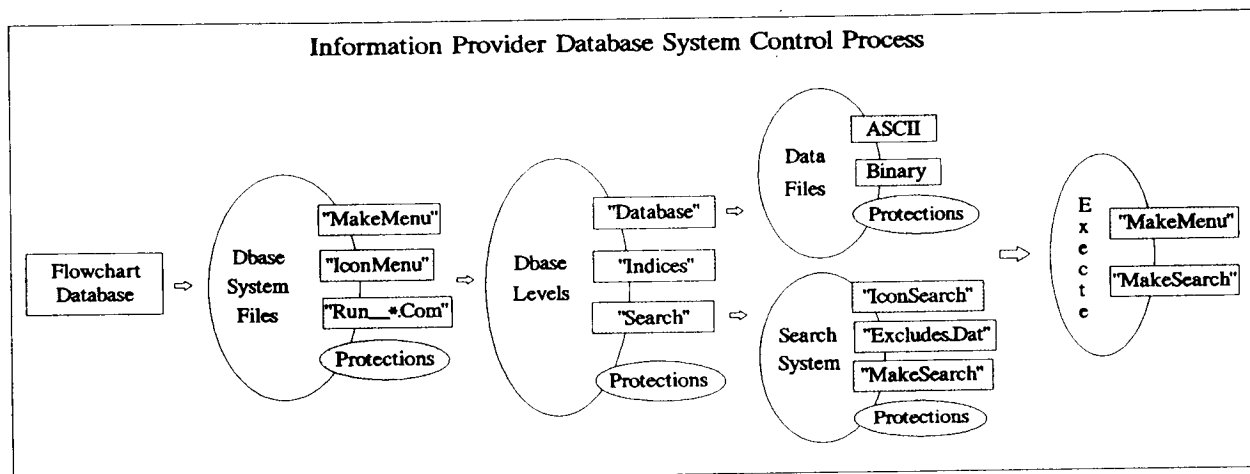 Information Provider Database System Control Process
Flowchart
Database
Dbase
System
Files
"MakeMenu"
"IconMenu"
"Run__*.Com"
Protections
Dbase
Levels
"Database"
"Indices"
"Search"
Protections
Data
Files
ASCII
Binary
Protections
Search
System
"IconSearch"
"Excludes.Dat"
"MakeSearch"
Protections
E
x
e
c
t
e
"MakeMenu"
"MakeSearch"